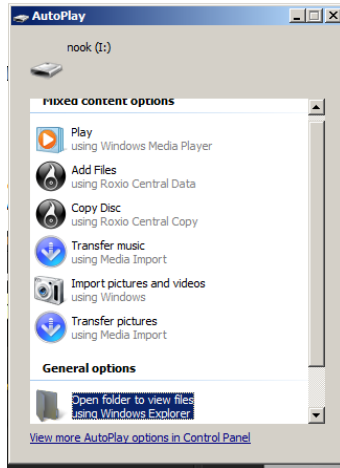 AutoPlay
nook (I:)
Mixed content options
Play
using Windows Media Player
Add Files
using Roxio Central Data
Copy Disc
using Roxio Central Copy
Transfer music
using Media Import
Import pictures and videos
using Windows
Transfer pictures
using Media Import
General options
Open folder to view files
using Windows Explorer
View more AutoPlay options in Control Panel